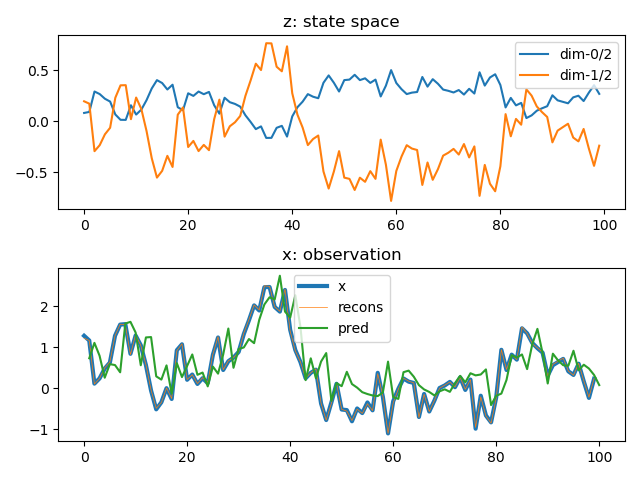 z: state space
0.5
0.0
−0.5
dim-0/2
dim-1/2
0 20 40 60 80 100
x: observation
2
1
0
−1
x
recons
pred
0 20 40 60 80 100